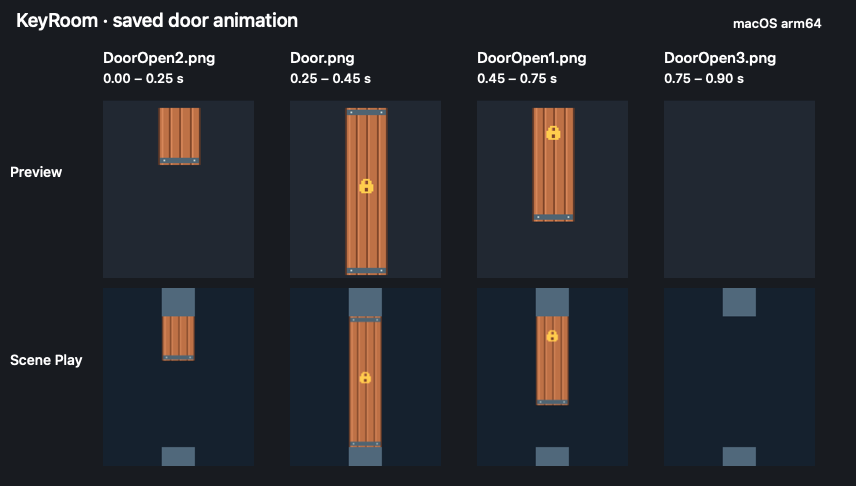 KeyRoom · saved door animation
macOS arm64
DoorOpen2.png
0.00 – 0.25 s
Door.png
0.25 – 0.45 s
DoorOpen1.png
0.45 – 0.75 s
DoorOpen3.png
0.75 – 0.90 s
Preview
Scene Play